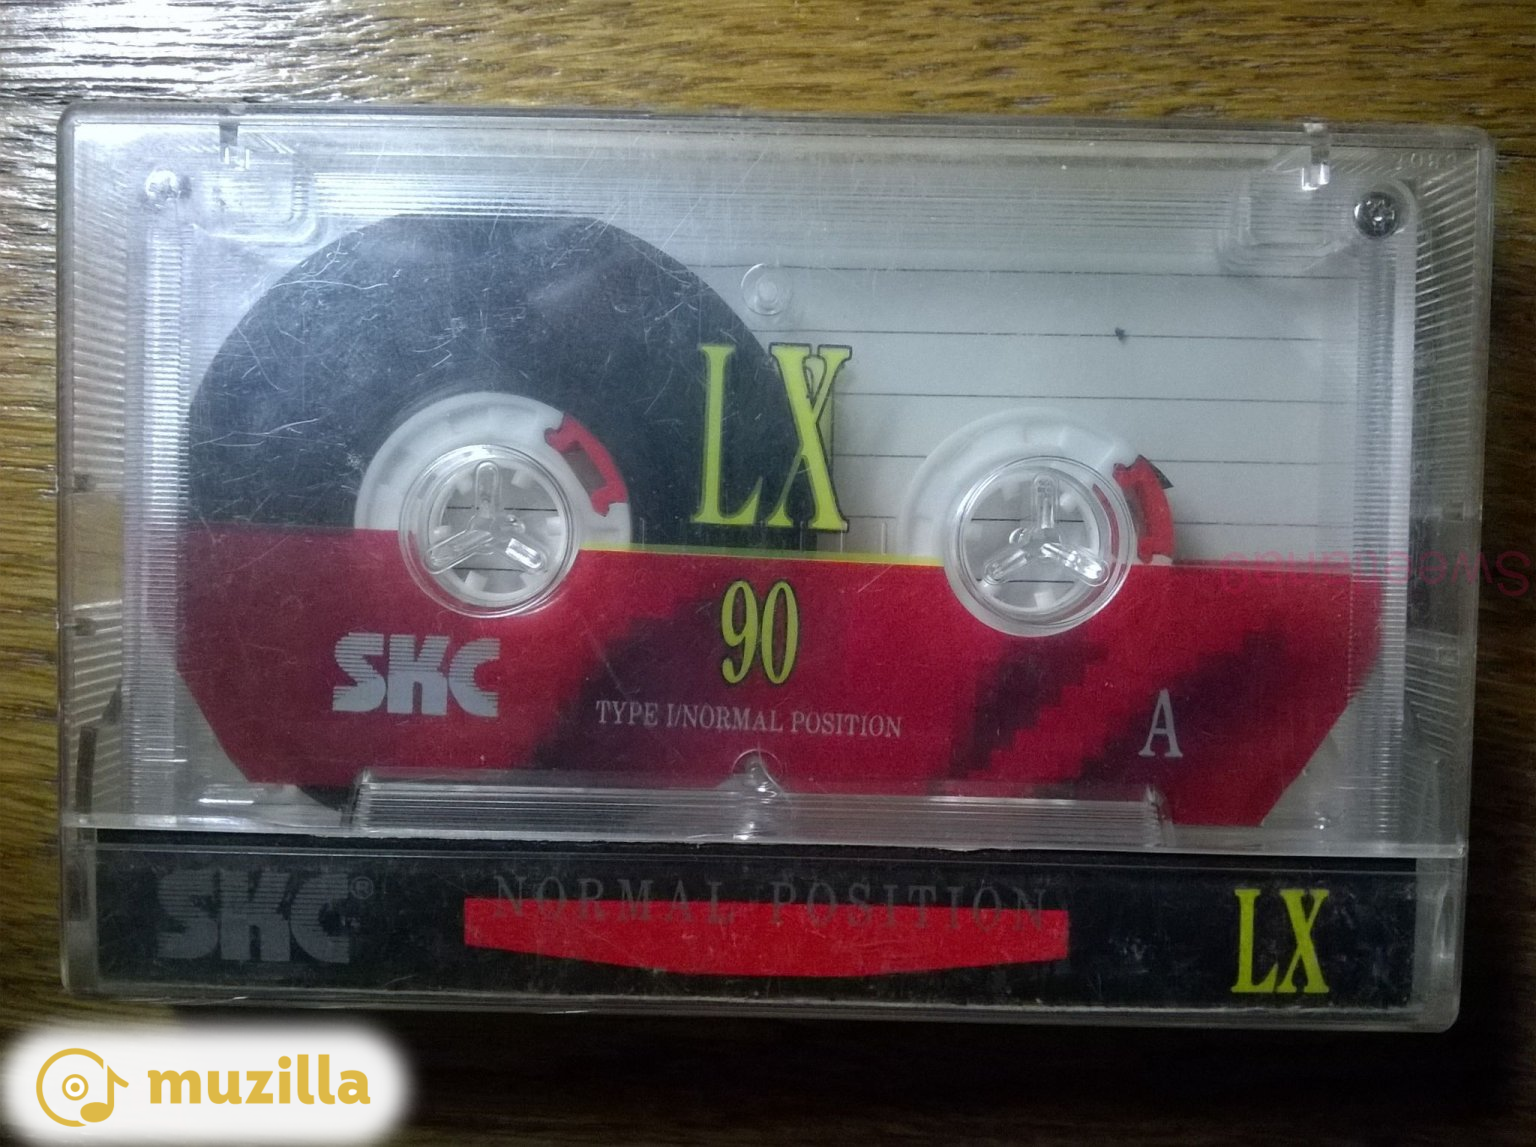 LX
90
SKC
TYPE I/NORMAL POSITION
A
SKC®
NORMAL POSITION
LX
muzilla